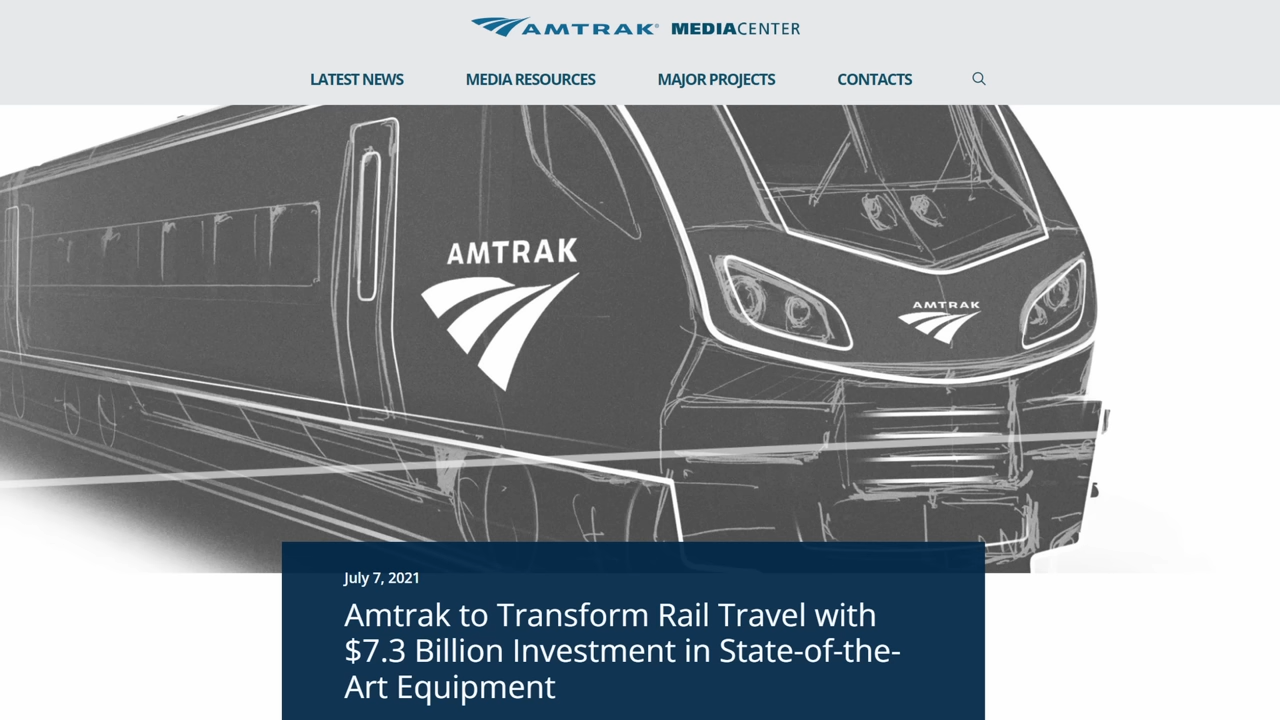 AMTRAK® MEDIACENTER
LATEST NEWS MEDIA RESOURCES MAJOR PROJECTS CONTACTS
AMTRAK
AMTRAK
July 7, 2021
Amtrak to Transform Rail Travel with
$7.3 Billion Investment in State-of-the-
Art Equipment